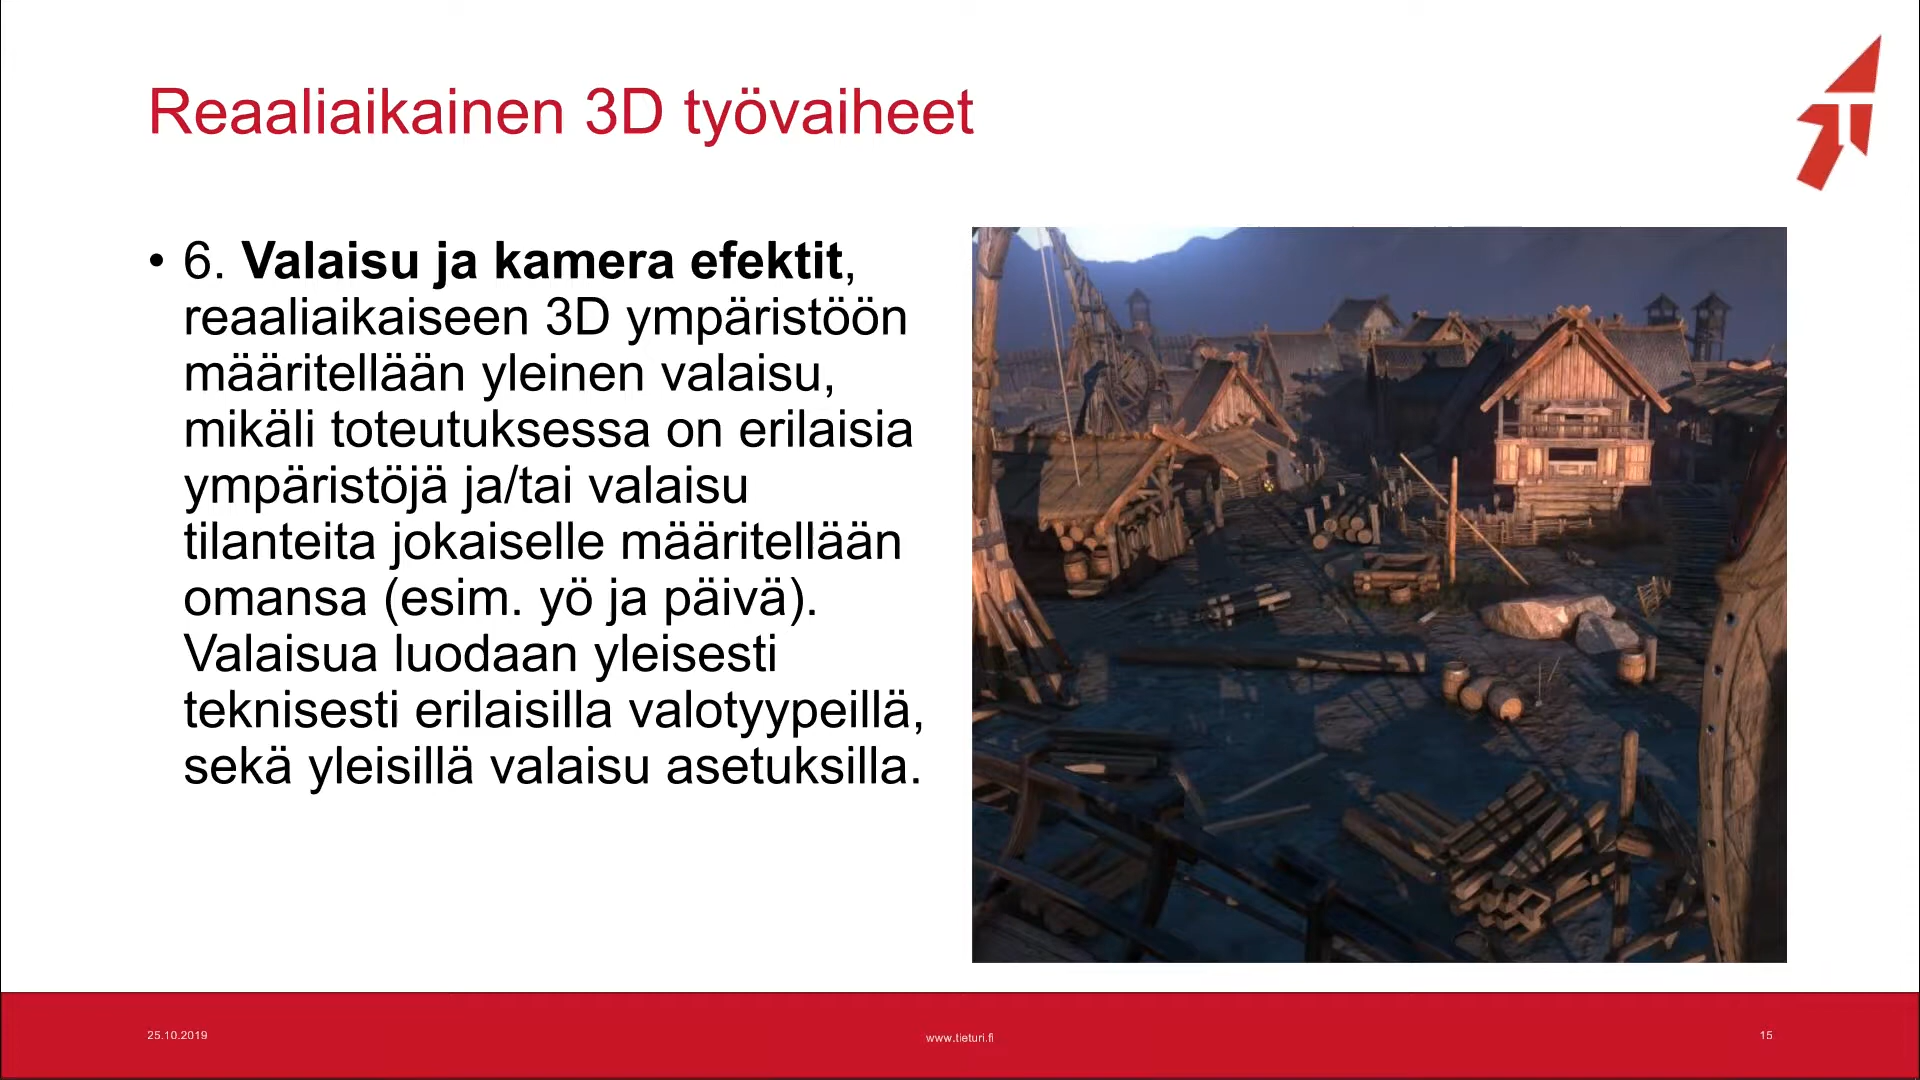 Reaaliaikainen 3D työvaiheet
• 6. Valaisu ja kamera efektit,
reaaliaikaiseen 3D ympäristöön
määritellään yleinen valaisu,
mikäli toteutuksessa on erilaisia
ympäristöjä ja/tai valaisu
tilanteita jokaiselle määritellään
omansa (esim. yö ja päivä).
Valaisua luodaan yleisesti
teknisesti erilaisilla valotyypeillä,
sekä yleisillä valaisu asetuksilla.
25.10.2019
www.tieturi.fi
15